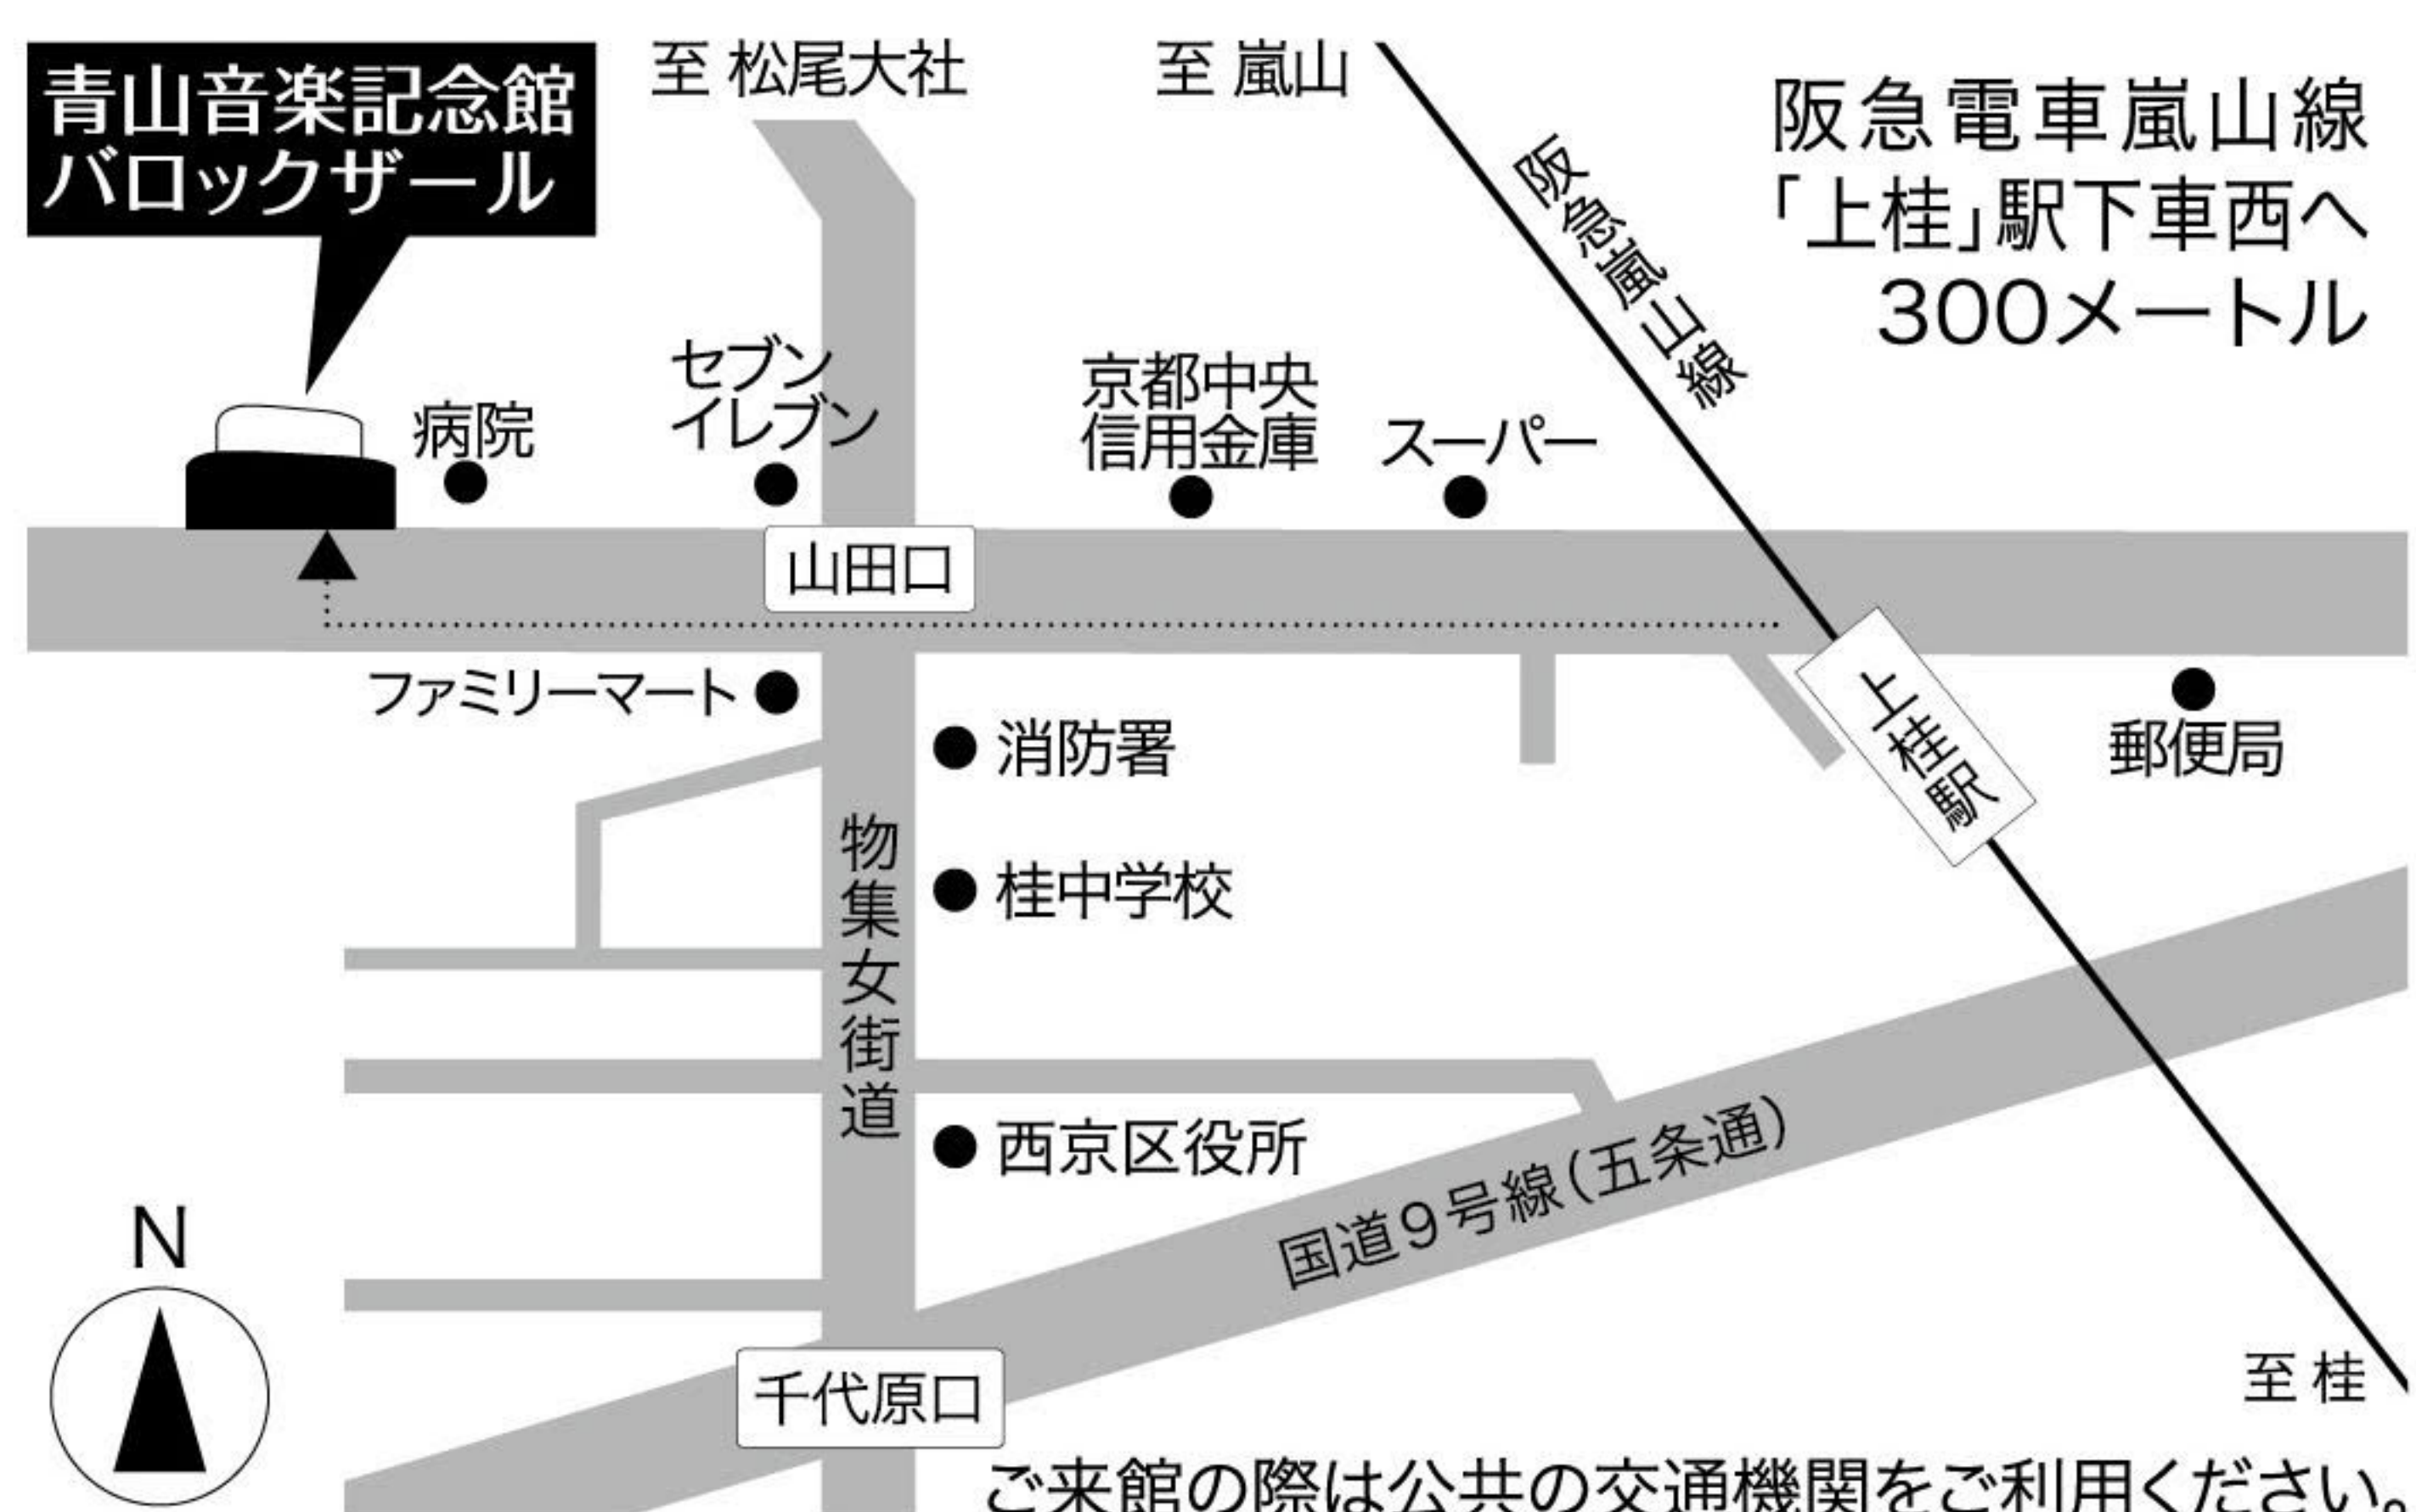 青山音楽記念館
バロックザール
至 松尾大社
至 嵐山
阪急電車嵐山線
「上桂」駅下車西へ
300メートル
阪急嵐山線
病院
セブン
イレブン
京都中央
信用金庫
スーパー
山田口
ファミリーマート
消防署
上桂駅
郵便局
桂中学校
物集女街道
西京区役所
国道9号線(五条通)
N
千代原口
至 桂
ご来館の際は公共の交通機関をご利用ください。